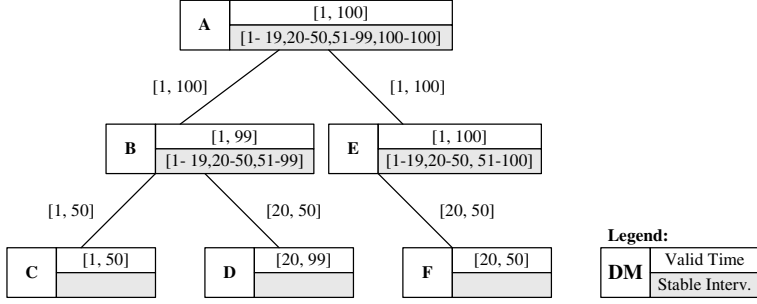 A
[1, 100]
[1- 19,20-50,51-99,100-100]
[1, 100]
[1, 100]
B
[1, 99]
[1- 19,20-50,51-99]
E
[1, 100]
[1-19,20-50, 51-100]
[1, 50]
[20, 50]
[20, 50]
C
[1, 50]
D
[20, 99]
F
[20, 50]
Legend:
DM
Valid Time
Stable Interv.